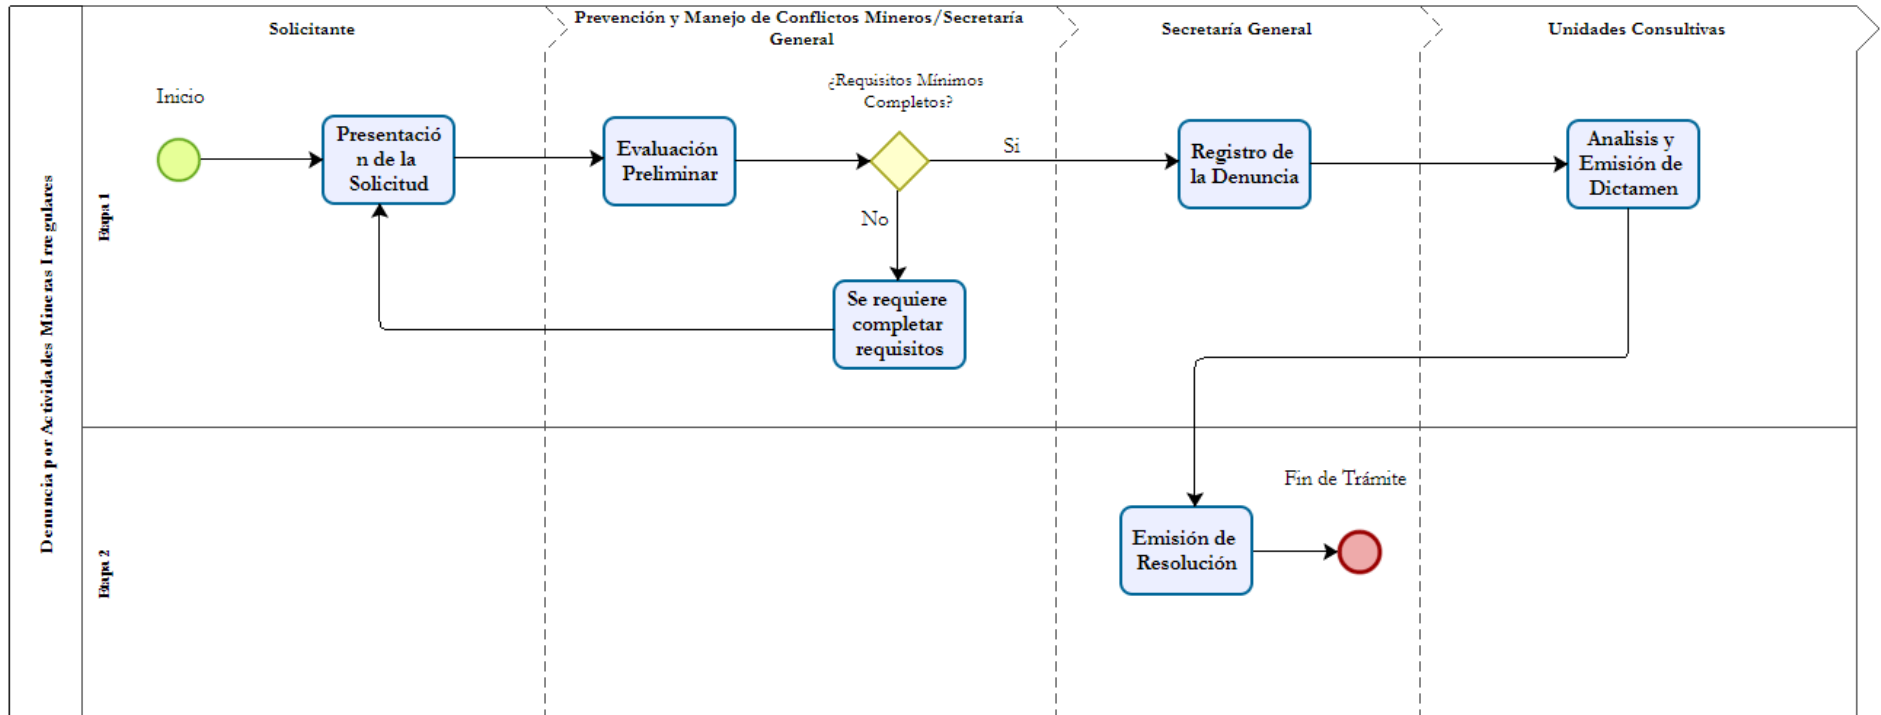 Denuncia por Actividades Mineras Irregulares
Solicitante
Prevención y Manejo de Conflictos Mineros/Secretaría
General
Secretaría General
Unidades Consultivas
Etapa 1
Inicio
Presentació
n de la
Solicitud
Evaluación
Preliminar
¿Requisitos Mínimos
Completos?
Si
No
Se requiere
completar
requisitos
Registro de
la Denuncia
Analisis y
Emisión de
Dictamen
Etapa 2
Emisión de
Resolución
Fin de Trámite